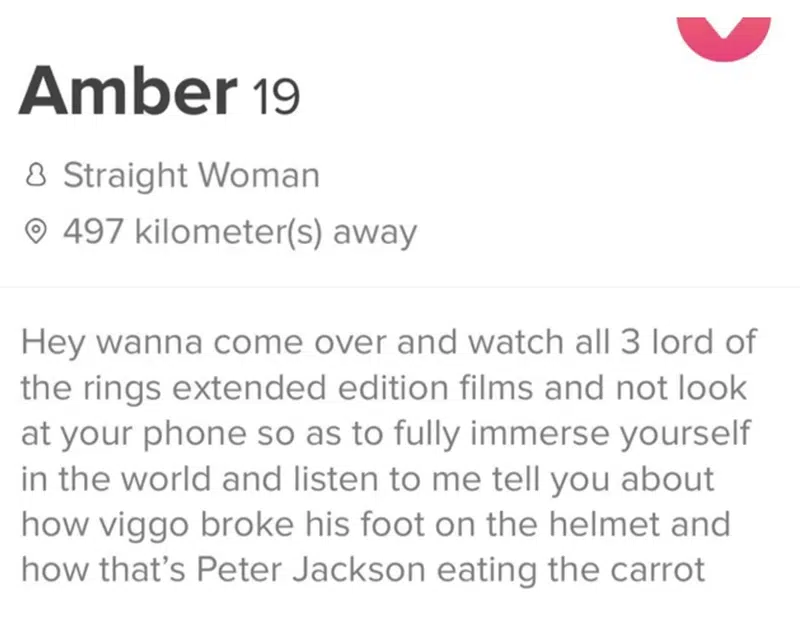 Amber 19
Straight Woman
497 kilometer(s) away
Hey wanna come over and watch all 3 lord of
the rings extended edition films and not look
at your phone so as to fully immerse yourself
in the world and listen to me tell you about
how viggo broke his foot on the helmet and
how that’s Peter Jackson eating the carrot